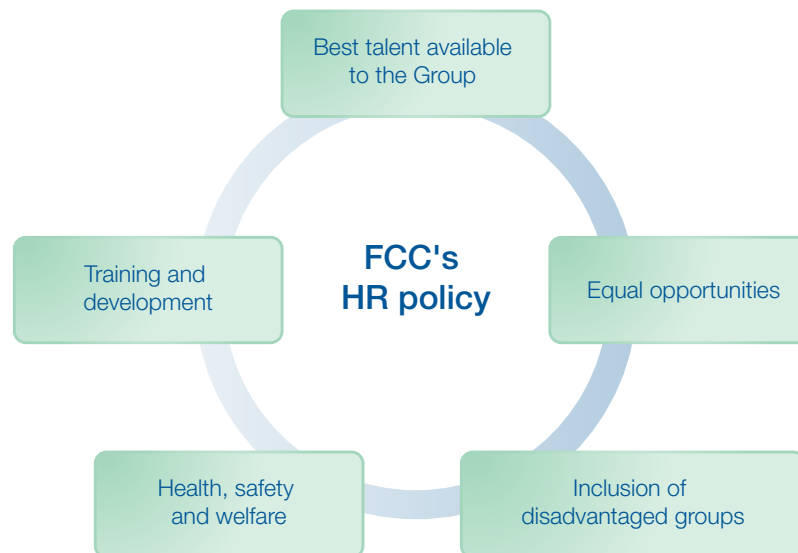 Best talent available
to the Group
FCC's
HR policy
Training and
development
Equal opportunities
Health, safety
and welfare
Inclusion of
disadvantaged groups